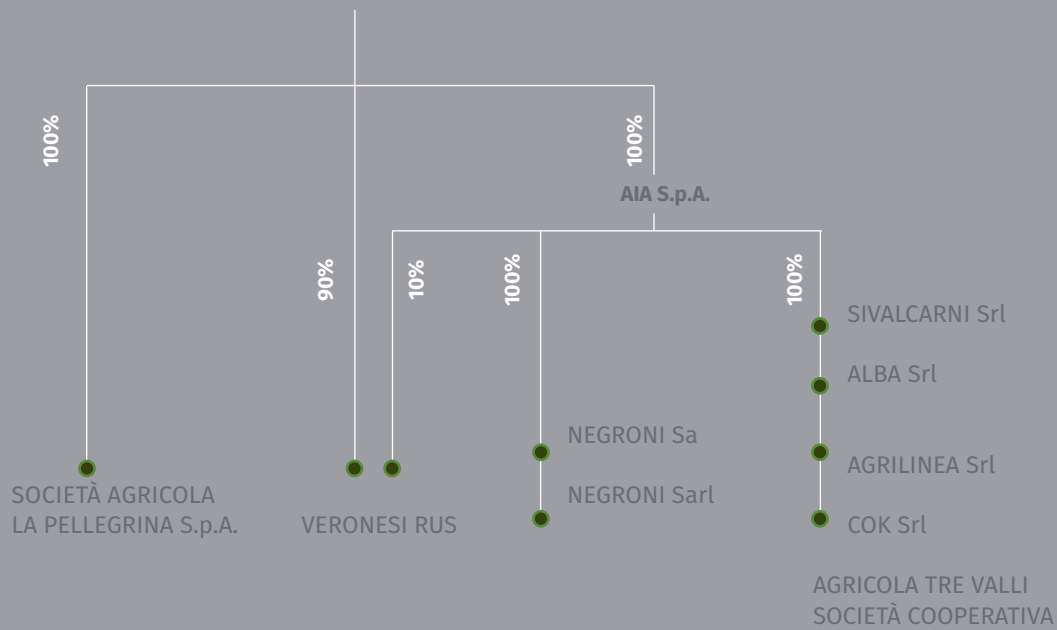 100%
100%
AIA S.p.A.
90%
10%
100%
100%
SIVALCARNI Srl
ALBA Srl
NEGRONI Sa
AGRILINEA Srl
NEGRONI Sarl
SOCIETÀ AGRICOLA
LA PELLEGRINA S.p.A.
VERONESI RUS
COK Srl
AGRICOLA TRE VALLI
SOCIETÀ COOPERATIVA